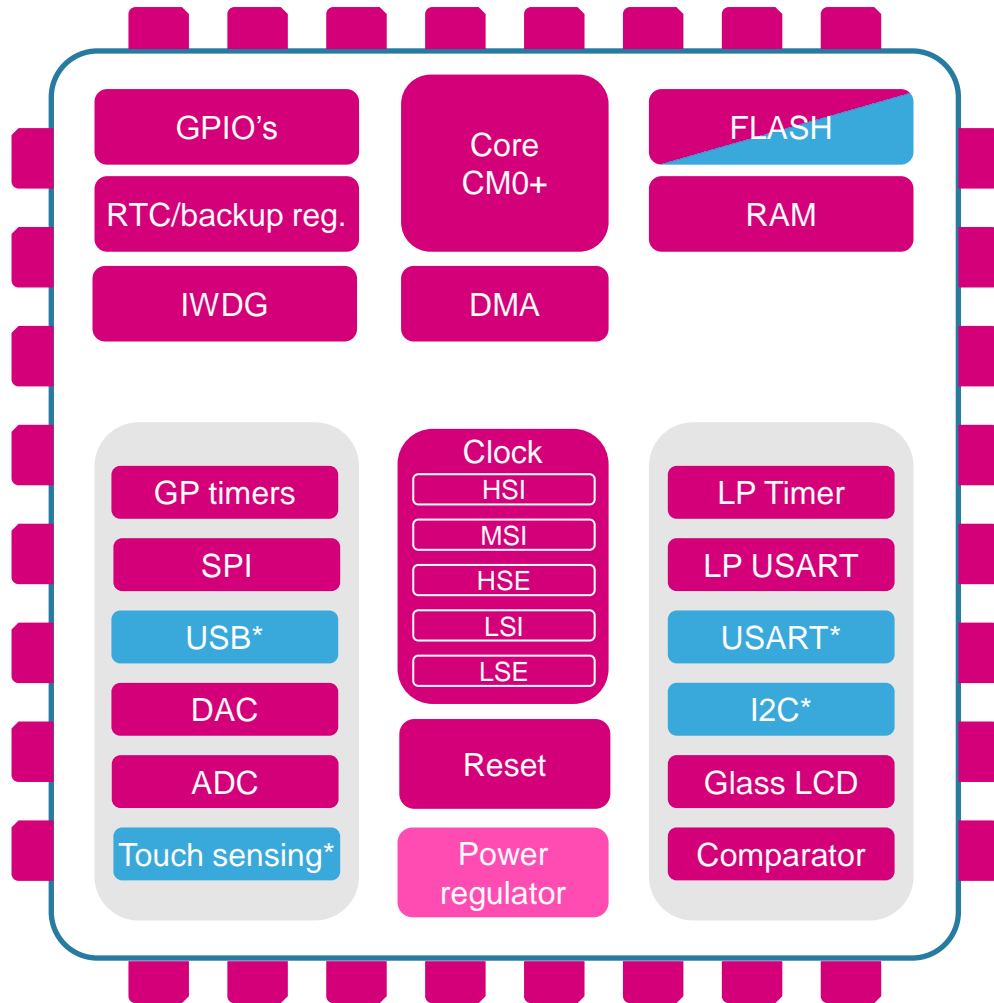 GPIO's
Core
CM0+
FLASH
RTC/backup reg.
RAM
IWDG
DMA
GP timers
SPI
USB*
DAC
ADC
Touch sensing*
Clock
HSI
MSI
HSE
LSI
LSE
Reset
Power
regulator
LP Timer
LP USART
USART*
I2C*
Glass LCD
Comparator